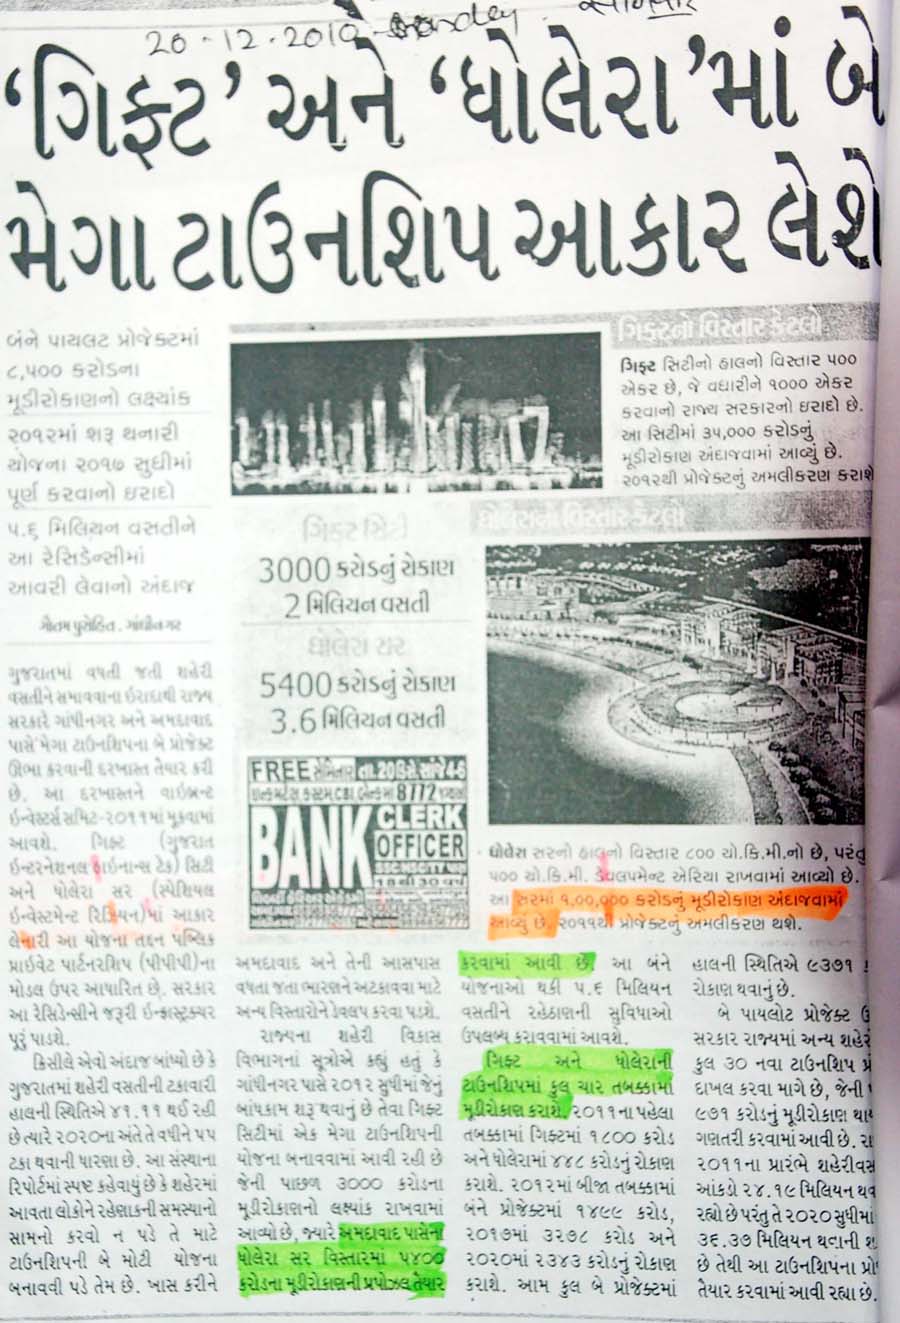 20-12-2010
‘ગિફ્ટ’ અને ‘ધોલેરા’માં બે
મેગા ટાઉનશિપ આકાર લેશે
બંને પાયલટ પ્રોજેક્ટમાં
૮,૫૦૦ કરોડના
મૂડીરોકાણનો લક્ષ્યાંક
૨૦૧૨માં શરૂ થનારી
યોજના ૨૦૧૭ સુધીમાં
પૂર્ણ કરવાનો ઇરાદો
૫.૬ મિલિયન વસતીને
આ રેસિડેન્સીમાં
આવરી લેવાનો અંદાજ
ગૌતમ પુરોહિત . ગાંધીનગર
ગિફ્ટનો વિસ્તાર કેટલો
ગિફ્ટ સિટીનો હાલનો વિસ્તાર ૫૦૦
એકર છે, જે વધારીને ૧૦૦૦ એકર
કરવાનો રાજ્ય સરકારનો ઇરાદો છે.
આ સિટીમાં ૩૫,૦૦૦ કરોડનું
મૂડીરોકાણ અંદાજવામાં આવ્યું છે.
૨૦૧૨થી પ્રોજેક્ટનું અમલીકરણ કરાશે
ગિફ્ટ સિટી
3000 કરોડનું રોકાણ
2 મિલિયન વસતી
ધોલેરા સર
5400 કરોડનું રોકાણ
3.6 મિલિયન વસતી
ધોલેરાનો વિસ્તાર કેટલો
ધોલેરા સરનો હાલનો વિસ્તાર ૮૦૦ ચો.કિ.મી.નો છે, પરંતુ
૫૦૦ ચો.કિ.મી. ડેવલપમેન્ટ એરિયા રાખવામાં આવ્યો છે.
આ સરમાં ૧,૦૦,૦૦૦ કરોડનું મૂડીરોકાણ અંદાજવામાં
આવ્યું છે. ૨૦૧૧થી પ્રોજેક્ટનું અમલીકરણ થશે.
FREE સેમિનાર તા.20
8772
BANK CLERK
OFFICER
18 થી 30 વર્ષ
ગુજરાતમાં વધતી જતી શહેરી
વસતીને સમાવવાના ઇરાદાથી રાજ્ય
સરકારે ગાંધીનગર અને અમદાવાદ
પાસે મેગા ટાઉનશિપના બે પ્રોજેક્ટ
ઊભા કરવાની દરખાસ્ત તૈયાર કરી
છે. આ દરખાસ્તને વાઇબ્રન્ટ
ઇન્વેસ્ટર્સ સમિટ-૨૦૧૧માં મૂકવામાં
આવશે. ગિફ્ટ (ગુજરાત
ઇન્ટરનેશનલ ફાઇનાન્સ ટેક) સિટી
અને ધોલેરા સર (સ્પેશિયલ
ઇન્વેસ્ટમેન્ટ રિજિયન)માં આકાર
લેનારી આ યોજના તદ્દન પબ્લિક
પ્રાઇવેટ પાર્ટનરશિપ (પીપીપી)ના
મોડલ ઉપર આધારિત છે. સરકાર
આ રેસિડેન્સીને જરૂરી ઇન્ફ્રાસ્ટ્રક્ચર
પૂરું પાડશે.
ક્રિસીલે એવો અંદાજ બાંધ્યો છે કે
ગુજરાતમાં શહેરી વસતીની ટકાવારી
હાલની સ્થિતિએ ૪૧.૧૧ થઈ રહી
છે ત્યારે ૨૦૨૦ના અંતે તે વધીને ૫૫
ટકા થવાની ધારણા છે. આ સંસ્થાના
રિપોર્ટમાં સ્પષ્ટ કહેવાયું છે કે શહેરમાં
આવતા લોકોને રહેણાકની સમસ્યાનો
સામનો કરવો ન પડે તે માટે
ટાઉનશિપની બે મોટી યોજના
બનાવવી પડે તેમ છે. ખાસ કરીને
અમદાવાદ અને તેની આસપાસ
વધતા જતા ભારણને અટકાવવા માટે
અન્ય વિસ્તારોને ડેવલપ કરવા પડશે.
રાજ્યના શહેરી વિકાસ
વિભાગનાં સૂત્રોએ કહ્યું હતું કે
ગાંધીનગર પાસે ૨૦૧૨ સુધીમાં જેનું
બાંધકામ શરૂ થવાનું છે તેવા ગિફ્ટ
સિટીમાં એક મેગા ટાઉનશિપની
યોજના બનાવવામાં આવી રહી છે
જેની પાછળ ૩૦૦૦ કરોડના
મૂડીરોકાણનો લક્ષ્યાંક રાખવામાં
આવ્યો છે, જ્યારે અમદાવાદ પાસેના
ધોલેરા સર વિસ્તારમાં ૫૪૦૦
કરોડના મૂડીરોકાણની પ્રપોઝલ તૈયાર
કરવામાં આવી છે. આ બંને
યોજનાઓ થકી ૫.૬ મિલિયન
વસતીને રહેઠાણની સુવિધાઓ
ઉપલબ્ધ કરાવવામાં આવશે.
ગિફ્ટ અને ધોલેરાની
ટાઉનશિપમાં કુલ ચાર તબક્કામાં
મૂડીરોકાણ કરાશે. ૨૦૧૧ના પહેલા
તબક્કામાં ગિફ્ટમાં ૧૮૦૦ કરોડ
અને ધોલેરામાં ૪૪૮ કરોડનું રોકાણ
કરાશે. ૨૦૧૨માં બીજા તબક્કામાં
બંને પ્રોજેક્ટમાં ૧૪૯૯ કરોડ,
૨૦૧૭માં ૩૨૭૮ કરોડ અને
૨૦૨૦માં ૨૩૪૩ કરોડનું રોકાણ
કરાશે. આમ કુલ બે પ્રોજેક્ટમાં
હાલની સ્થિતિએ ૯૩૭૧ ક
રોકાણ થવાનું છે.
બે પાયલોટ પ્રોજેક્ટ ઉ
સરકાર રાજ્યમાં અન્ય શહેરં
કુલ ૩૦ નવા ટાઉનશિપ પ્ર
દાખલ કરવા માગે છે, જેની પ
૯૭૧ કરોડનું મૂડીરોકાણ થાય
ગણતરી કરવામાં આવી છે. રા
૨૦૧૧ના પ્રારંભે શહેરીવસ
આંકડો ૨૪.૧૯ મિલિયન થવ
રહ્યો છે પરંતુ તે ૨૦૨૦ સુધીમાં
૩૬.૩૭ મિલિયન થવાની શ
છે તેથી આ ટાઉનશિપના પ્રો
તૈયાર કરવામાં આવી રહ્યા છે.